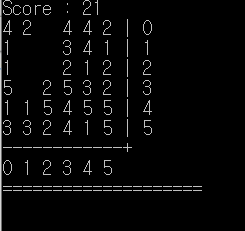 Score : 21
4 2   4 4 2 | 0
1     3 4 1 | 1
1     2 1 2 | 2
5   2 5 3 2 | 3
1 1 5 4 5 5 | 4
3 3 2 4 1 5 | 5
------------+
0 1 2 3 4 5
====================